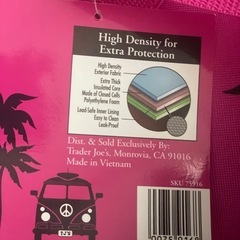 High Density for
Extra Protection
High Density
Exterior Fabric
Extra Thick
Insulated Core
Made of Closed Cells
Polyethylene Foam
Lead-Safe Inner Lining
Easy to Clean
Leak-Proof
Dist. & Sold Exclusively By:
Trader Joe's, Monrovia, CA 91016
Made in Vietnam
SKU 75916
TJ'S